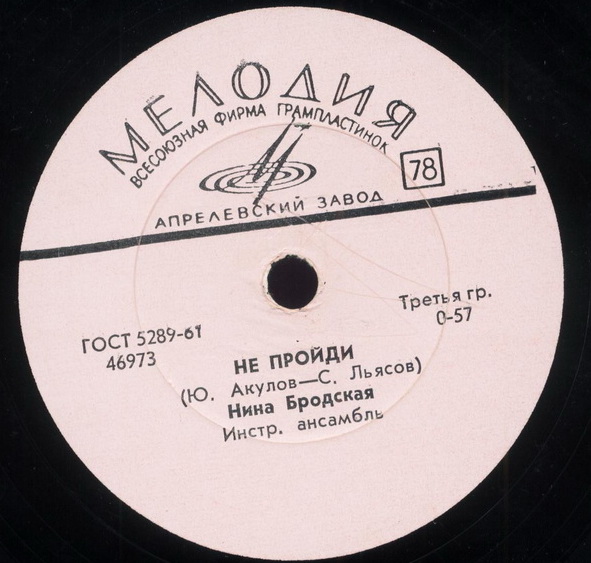 МЕЛОДИЯ
ВСЕСОЮЗНАЯ ФИРМА ГРАМПЛАСТИНОК
78
АПРЕЛЕВСКИЙ ЗАВОД
ГОСТ 5289-61
46973
Третья гр.
0-57
НЕ ПРОЙДИ
(Ю. Акулов—С. Льясов)
Нина Бродская
Инстр. ансамбль